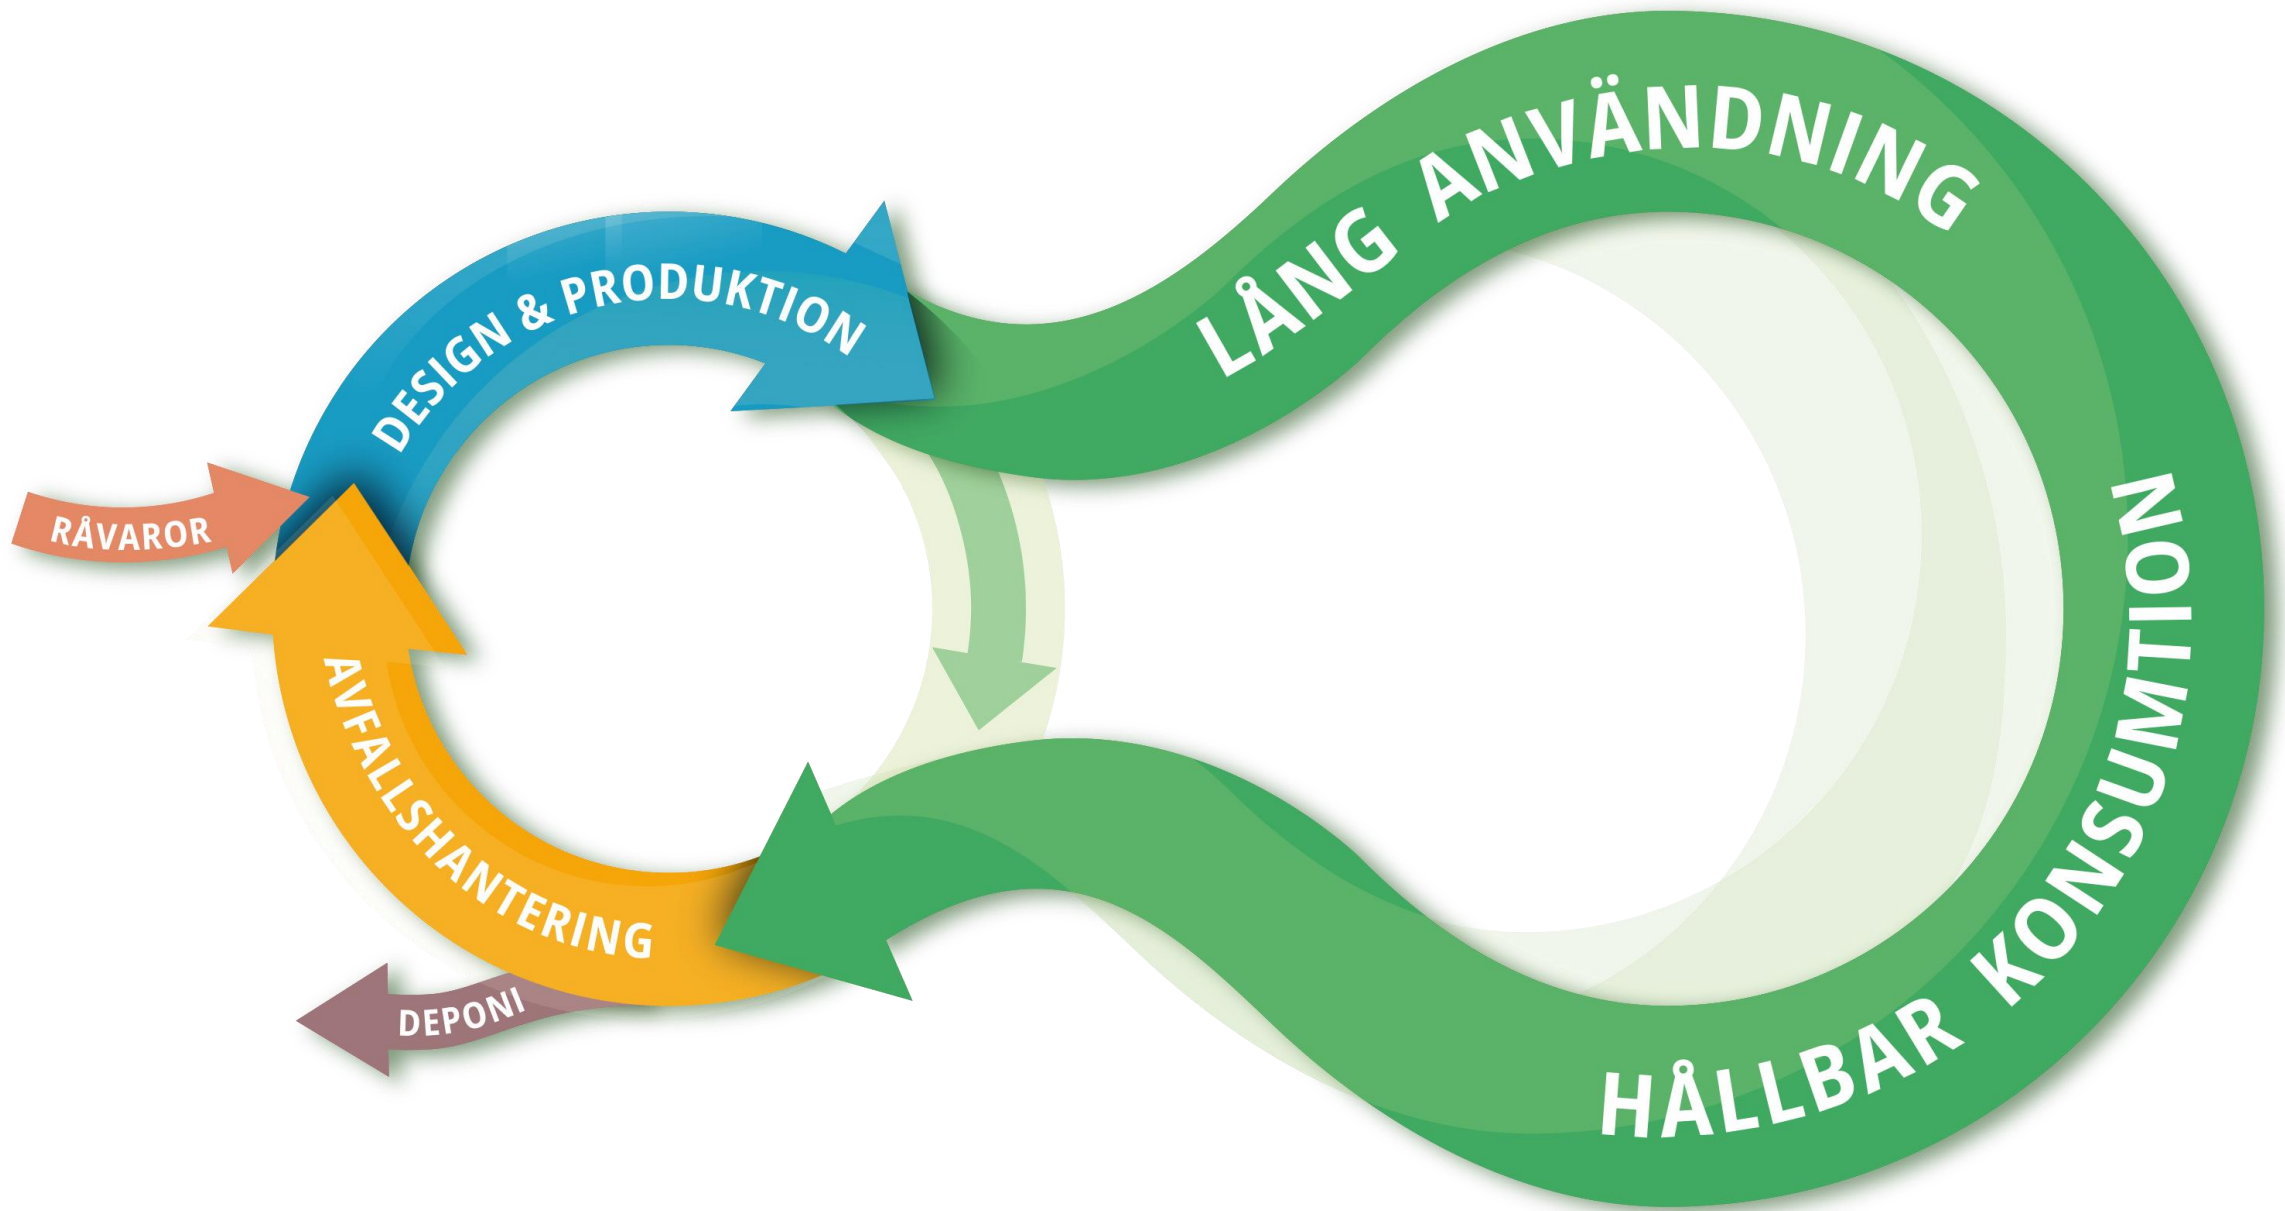 RÅVAROR
DESIGN & PRODUKTION
LÅNG ANVÄNDNING
HÅLLBAR KONSUMTION
AVFALLSHANTERING
DEPONI